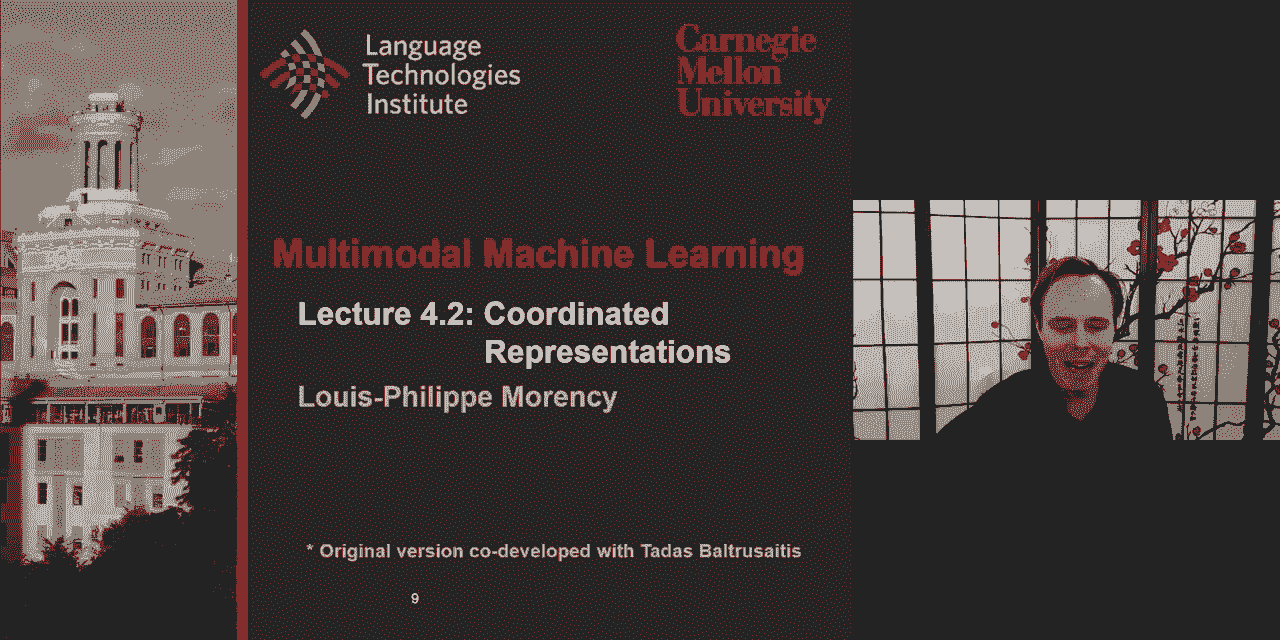 Language
Technologies
Institute
Carnegie
Mellon
University
Multimodal Machine Learning
Lecture 4.2: Coordinated
Representations
Louis-Philippe Morency
* Original version co-developed with Tadas Baltrusaitis
9